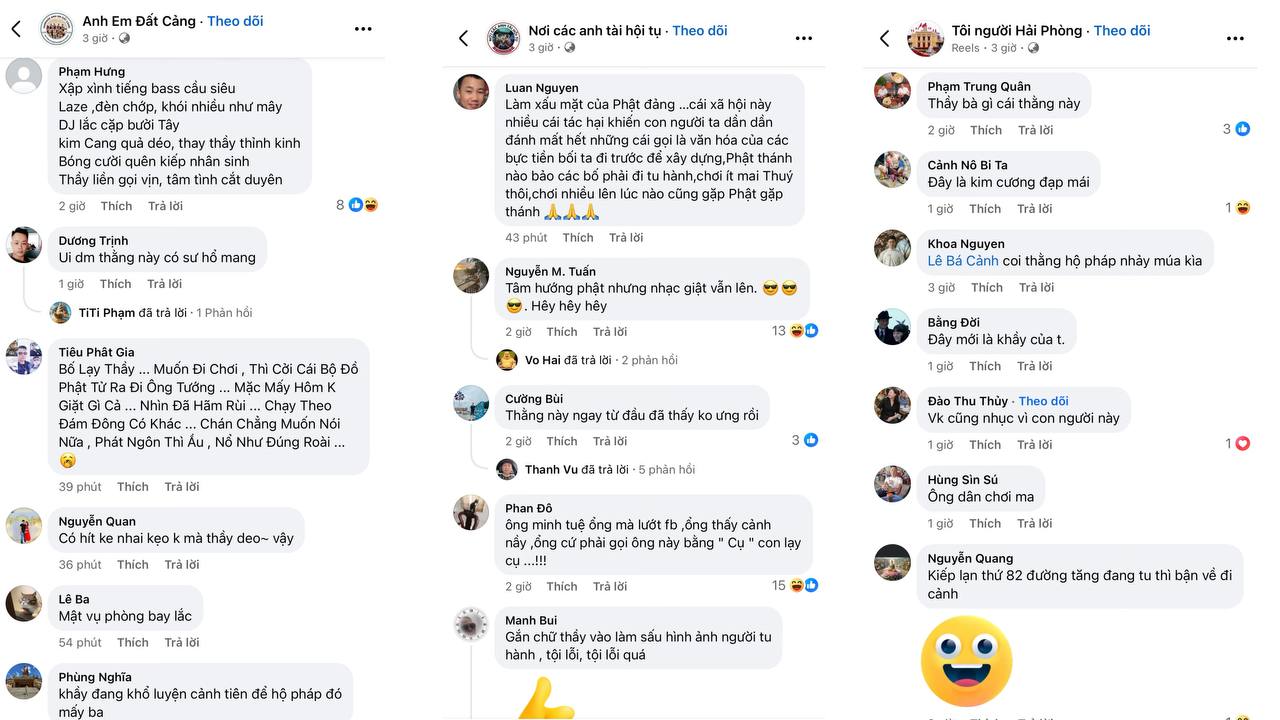 Anh Em Đất Cảng · Theo dõi
3 giờ ·
Phạm Hưng
Xập xình tiếng bass cầu siêu
Laze ,đèn chớp, khói nhiều như mây
DJ lắc cặp bưởi Tây
kim Cang quả déo, thay thầy thỉnh kinh
Bóng cười quên kiếp nhân sinh
Thầy liền gọi vịn, tâm tình cắt duyên
2 giờ Thích Trả lời 8
Dương Trịnh
Ui dm thằng này có sư hổ mang
1 giờ Thích Trả lời
TiTi Phạm đã trả lời · 1 Phản hồi
Tiêu Phât Gia
Bố Lạy Thầy ... Muốn Đi Chơi , Thì Cởi Cái Bộ Đồ
Phật Tử Ra Đi Ông Tướng ... Mặc Mấy Hôm K
Giặt Gì Cả ... Nhìn Đã Hãm Rùi ... Chạy Theo
Đám Đông Có Khác ... Chán Chẳng Muốn Nói
Nữa , Phát Ngôn Thì Ẩu , Nổ Như Đúng Roài ...
😭
39 phút Thích Trả lời
Nguyễn Quan
Có hít ke nhai kẹo k mà thầy deo~ vậy
36 phút Thích Trả lời
Lê Ba
Mật vụ phòng bay lắc
54 phút Thích Trả lời
Phùng Nghĩa
khầy đang khổ luyện cảnh tiên để hộ pháp đó
mấy ba
Nơi các anh tài hội tụ · Theo dõi
3 giờ ·
Luan Nguyen
Làm xấu mặt của Phật đảng ...cái xã hội này
nhiều cái tác hại khiến con người ta dần dần
đánh mất hết những cái gọi là văn hóa của các
bực tiền bối ta đi trước để xây dựng,Phật thánh
nào bảo các bố phải đi tu hành,chơi ít mai Thuý
thôi,chơi nhiều lên lúc nào cũng gặp Phật gặp
thánh 🙏🙏🙏
43 phút Thích Trả lời
Nguyễn M. Tuấn
Tâm hướng phật nhưng nhạc giật vẫn lên. 😎😎
😎. Hêy hêy hêy
2 giờ Thích Trả lời 13
Vo Hai đã trả lời · 2 phản hồi
Cường Bùi
Thằng này ngay từ đầu đã thấy ko ưng rồi
2 giờ Thích Trả lời 3
Thanh Vu đã trả lời · 5 phản hồi
Phan Đô
ông minh tuệ ổng mà lướt fb ,ổng thấy cảnh
nầy ,ổng cứ phải gọi ông này bằng " Cụ " con lạy
cụ ...!!!
2 giờ Thích Trả lời 15
Manh Bui
Gắn chữ thầy vào làm sấu hình ảnh người tu
hành , tội lỗi, tội lỗi quá
Tôi người Hải Phòng · Theo dõi
Reels · 3 giờ ·
Phạm Trung Quân
Thầy bà gì cái thằng này
2 giờ Thích Trả lời 3
Cảnh Nô Bi Ta
Đây là kim cương đạp mái
1 giờ Thích Trả lời 1
Khoa Nguyen
Lê Bá Cảnh coi thằng hộ pháp nhảy múa kìa
3 giờ Thích Trả lời
Bằng Đời
Đây mới là khầy của t.
1 giờ Thích Trả lời
Đào Thu Thủy · Theo dõi
Vk cũng nhục vì con người này
1 giờ Thích Trả lời 1
Hùng Sìn Sú
Ông dân chơi ma
1 giờ Thích Trả lời
Nguyễn Quang
Kiếp lạn thứ 82 đường tăng đang tu thì bận về đi
cảnh